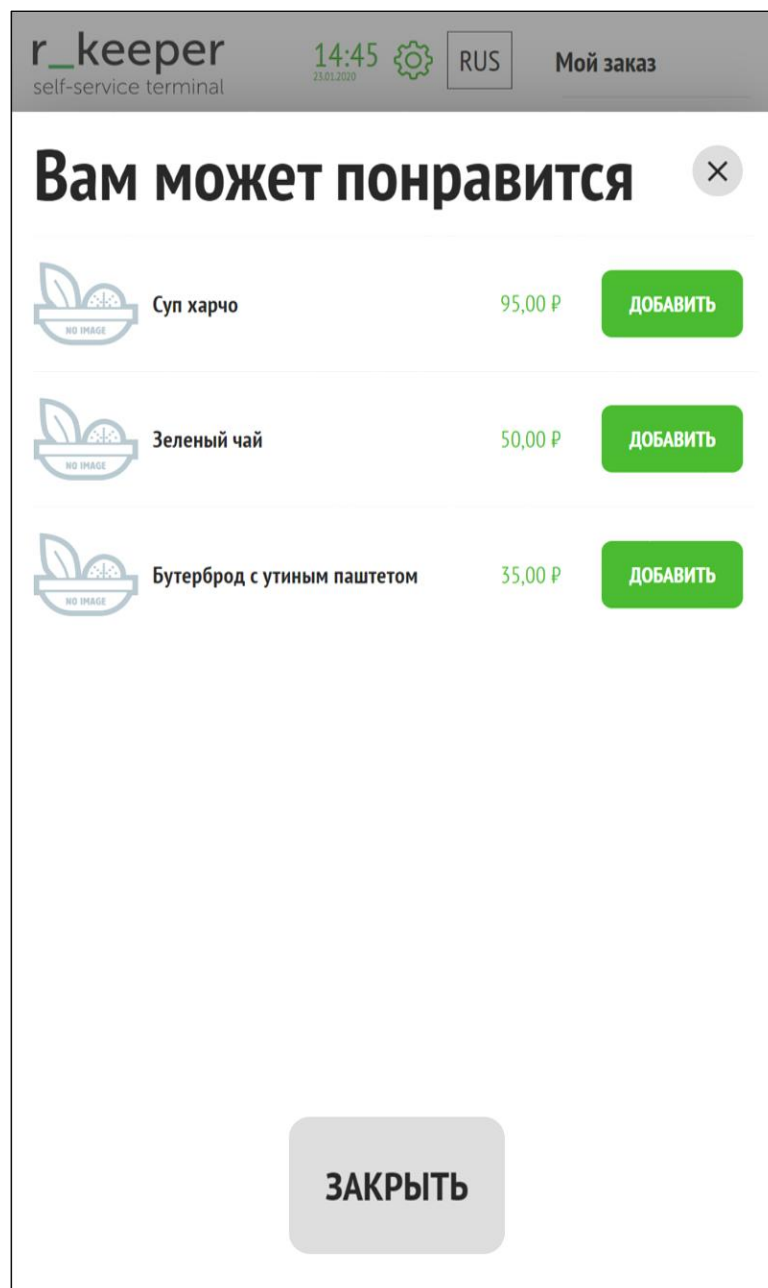 r_keeper
self-service terminal
14:45
23.01.2020
RUS
Мой заказ
Вам может понравится
NO IMAGE
Суп харчо
95,00 ₽
ДОБАВИТЬ
NO IMAGE
Зеленый чай
50,00 ₽
ДОБАВИТЬ
NO IMAGE
Бутерброд с утиным паштетом
35,00 ₽
ДОБАВИТЬ
ЗАКРЫТЬ